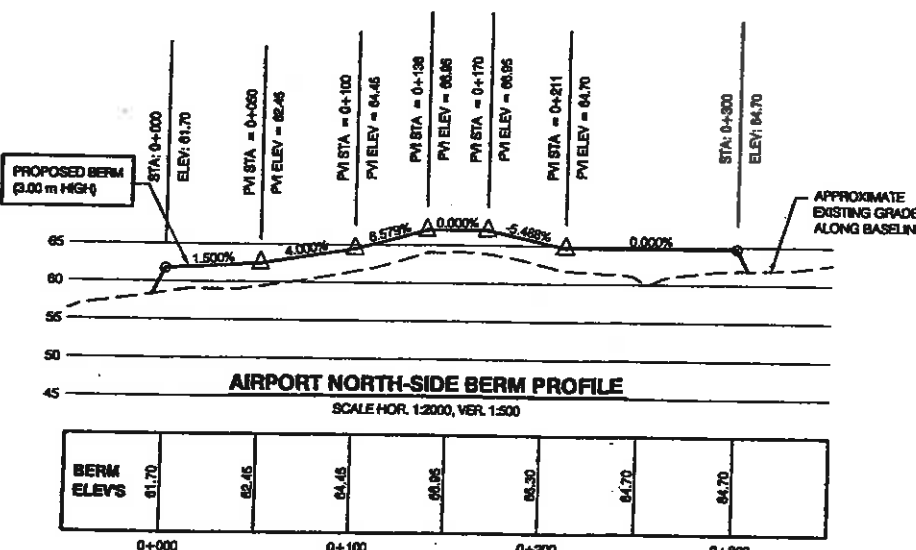 STA: 0+000
ELEV: 61.70
PVI STA = 0+050
PVI ELEV = 62.45
PVI STA = 0+100
PVI ELEV = 64.45
PVI STA = 0+138
PVI ELEV = 66.95
PVI STA = 0+170
PVI ELEV = 66.95
PVI STA = 0+211
PVI ELEV = 64.70
STA: 0+300
ELEV: 64.70
PROPOSED BERM
(3.00 m HIGH)
APPROXIMATE
EXISTING GRADE
ALONG BASELINE
1.500%
4.000%
6.579%
0.000%
-5.488%
0.000%
65
60
55
50
45
AIRPORT NORTH-SIDE BERM PROFILE
SCALE HOR. 1:2000, VER. 1:500
BERM
ELEV'S
61.70
62.45
64.45
66.95
66.30
64.70
64.70
0+000
0+100
0+200